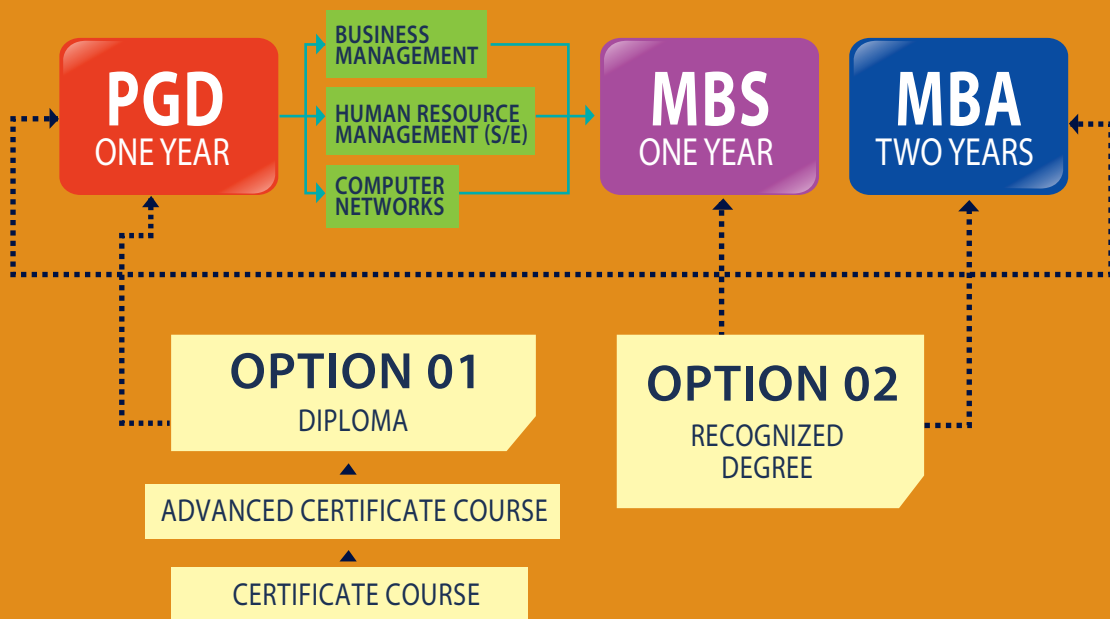 PGD
ONE YEAR
BUSINESS
MANAGEMENT
HUMAN RESOURCE
MANAGEMENT (S/E)
COMPUTER
NETWORKS
MBS
ONE YEAR
MBA
TWO YEARS
OPTION 01
DIPLOMA
ADVANCED CERTIFICATE COURSE
CERTIFICATE COURSE
OPTION 02
RECOGNIZED
DEGREE